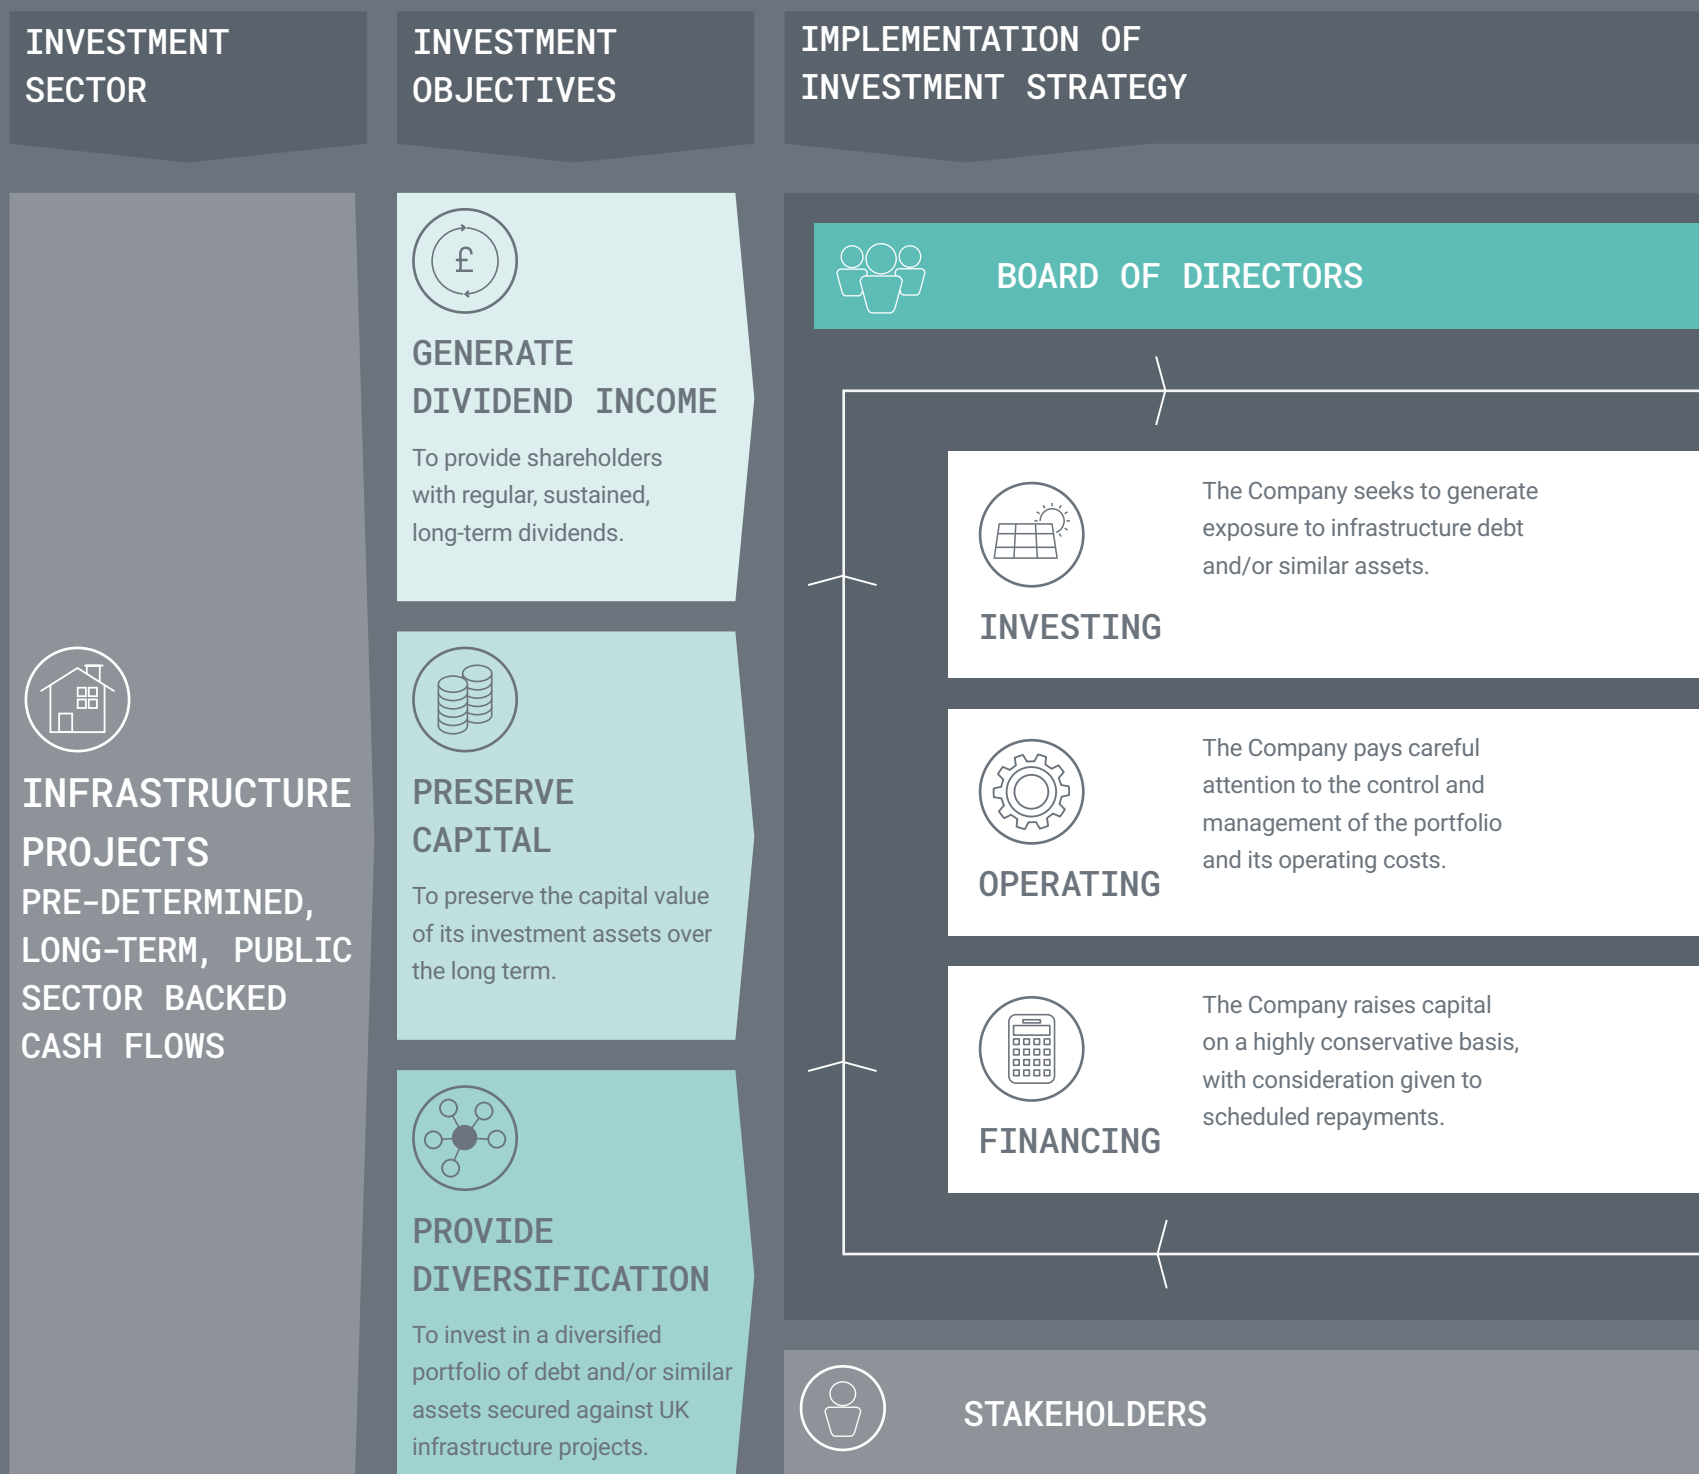 INVESTMENT
SECTOR
INFRASTRUCTURE
PROJECTS
PRE-DETERMINED,
LONG-TERM, PUBLIC
SECTOR BACKED
CASH FLOWS
INVESTMENT
OBJECTIVES
£
GENERATE
DIVIDEND INCOME
To provide shareholders
with regular, sustained,
long-term dividends.
PRESERVE
CAPITAL
To preserve the capital value
of its investment assets over
the long term.
PROVIDE
DIVERSIFICATION
To invest in a diversified
portfolio of debt and/or similar
assets secured against UK
infrastructure projects.
IMPLEMENTATION OF
INVESTMENT STRATEGY
BOARD OF DIRECTORS
INVESTING
The Company seeks to generate
exposure to infrastructure debt
and/or similar assets.
OPERATING
The Company pays careful
attention to the control and
management of the portfolio
and its operating costs.
FINANCING
The Company raises capital
on a highly conservative basis,
with consideration given to
scheduled repayments.
STAKEHOLDERS